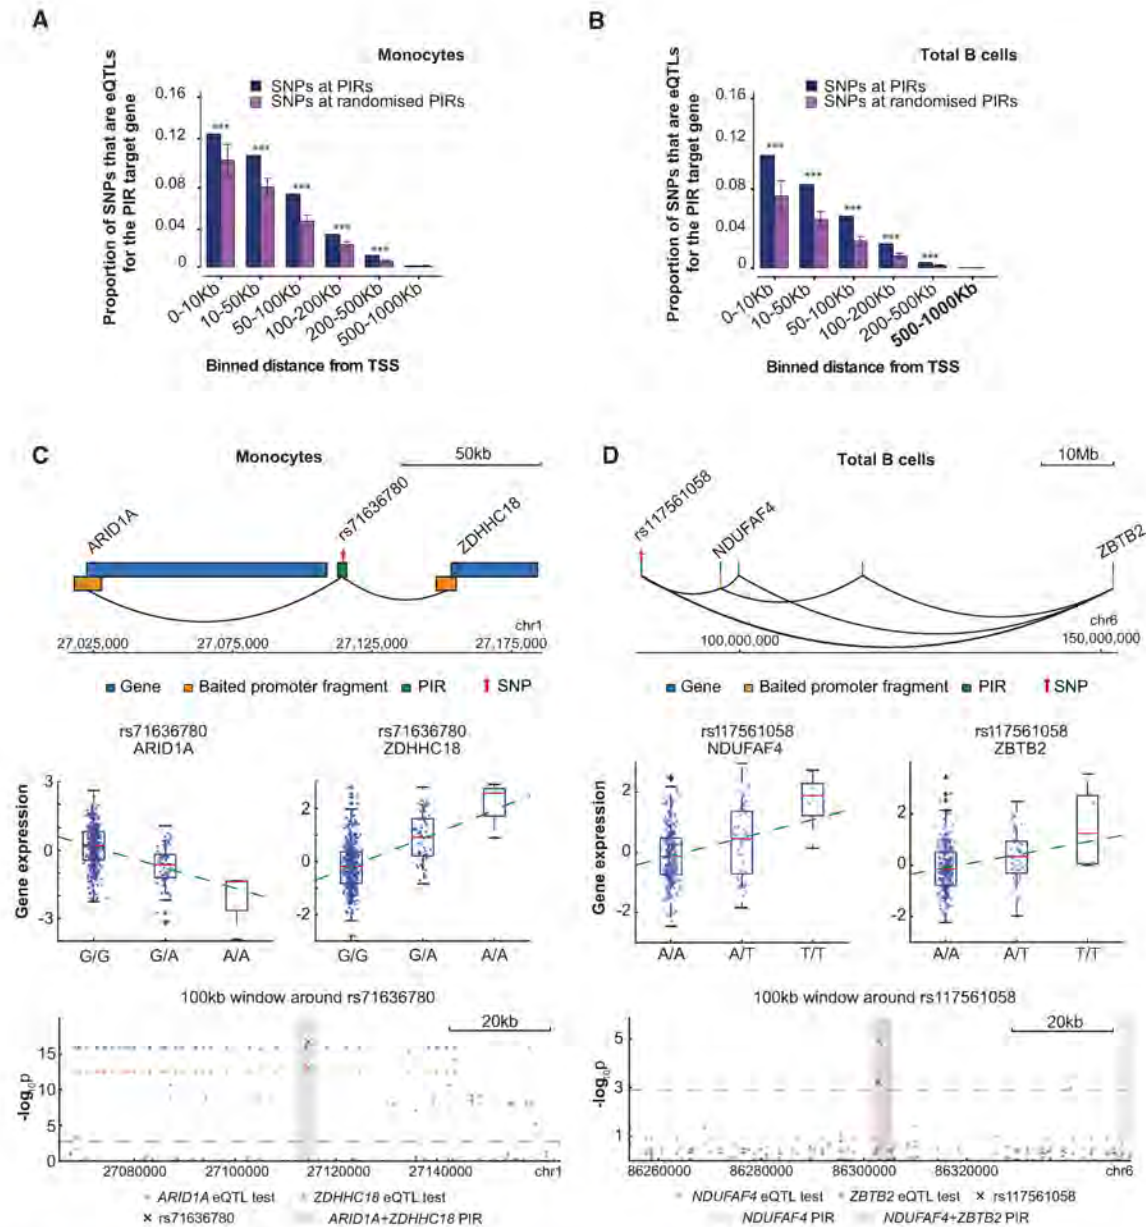 A
Monocytes
SNPs at PIRs
SNPs at randomised PIRs
Proportion of SNPs that are eQTLs
for the PIR target gene
0.16
0.12
0.08
0.04
0
***
***
***
***
***
0-10Kb
10-50Kb
50-100Kb
100-200Kb
200-500Kb
500-1000Kb
Binned distance from TSS
B
Total B cells
SNPs at PIRs
SNPs at randomised PIRs
Proportion of SNPs that are eQTLs
for the PIR target gene
0.16
0.12
0.08
0.04
0
***
***
***
***
***
0-10Kb
10-50Kb
50-100Kb
100-200Kb
200-500Kb
500-1000Kb
Binned distance from TSS
C
Monocytes
50kb
ARID1A
rs71636780
ZDHHC18
chr1
27,025,000 27,075,000 27,125,000 27,175,000
Gene Baited promoter fragment PIR SNP
rs71636780
ARID1A
rs71636780
ZDHHC18
Gene expression
3
0
-3
G/G G/A A/A
2
0
-2
G/G G/A A/A
100kb window around rs71636780
20kb
-log10p
15
10
5
0
27080000 27100000 27120000 27140000 chr1
ARID1A eQTL test ZDHHC18 eQTL test
× rs71636780 ARID1A+ZDHHC18 PIR
D
Total B cells
10Mb
rs117561058
NDUFAF4
ZBTB2
chr6
100,000,000 150,000,000
Gene Baited promoter fragment PIR SNP
rs117561058
NDUFAF4
rs117561058
ZBTB2
Gene expression
2
0
-2
A/A A/T T/T
2
0
-2
A/A A/T T/T
100kb window around rs117561058
20kb
-log10p
5
3
1
86260000 86280000 86300000 86320000 chr6
NDUFAF4 eQTL test ZBTB2 eQTL test × rs117561058
NDUFAF4 PIR NDUFAF4+ZBTB2 PIR